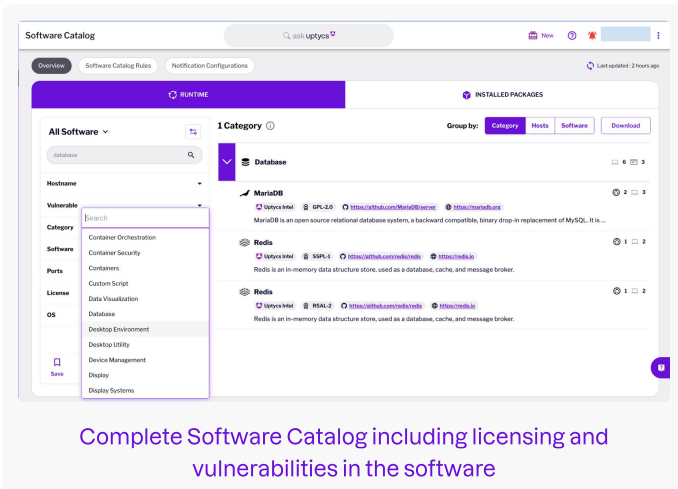 Software Catalog
ask uptycs
New
Overview
Software Catalog Rules
Notification Configurations
Last updated : 2 hours ago
RUNTIME
INSTALLED PACKAGES
All Software
database
Hostname
Vulnerable
Category
Software
Ports
License
OS
Save
Search
Container Orchestration
Container Security
Containers
Custom Script
Data Visualization
Database
Desktop Environment
Desktop Utility
Device Management
Display
Display Systems
1 Category
Group by: Category Hosts Software Download
Database 6 3
MariaDB 2 3
Uptycs Intel GPL-2.0 https://github.com/MariaDB/server https://mariadb.org
MariaDB is an open source relational database system, a backward compatible, binary drop-in replacement of MySQL. It is ...
Redis 1 2
Uptycs Intel SSPL-1 https://github.com/redis/redis https://redis.io
Redis is an in-memory data structure store, used as a database, cache, and message broker.
Redis 1 2
Uptycs Intel RSAL-2 https://github.com/redis/redis https://redis.io
Redis is an in-memory data structure store, used as a database, cache, and message broker.
Complete Software Catalog including licensing and
vulnerabilities in the software